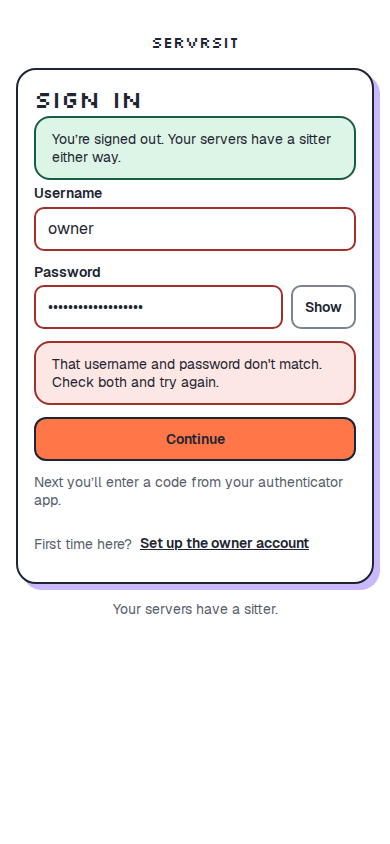 SERVRSIT
SIGN IN
You're signed out. Your servers have a sitter
either way.
Username
owner
Password
•••••••••••••••••••
Show
That username and password don't match.
Check both and try again.
Continue
Next you'll enter a code from your authenticator
app.
First time here? Set up the owner account
Your servers have a sitter.